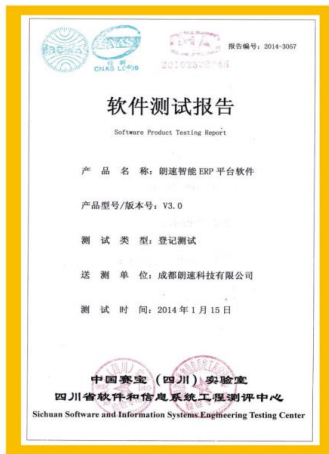 报告编号：2014-3057
CNAS
软件测试报告
Software Product Testing Report
产品名称：朗速智能 ERP 平台软件
产品型号/版本号：V3.0
测试类型：登记测试
送测单位：成都朗速科技有限公司
测试时间：2014 年 1 月 15 日
中国赛宝（四川）实验室
四川省软件和信息系统工程测评中心
Sichuan Software and Information Systems Engineering Testing Center